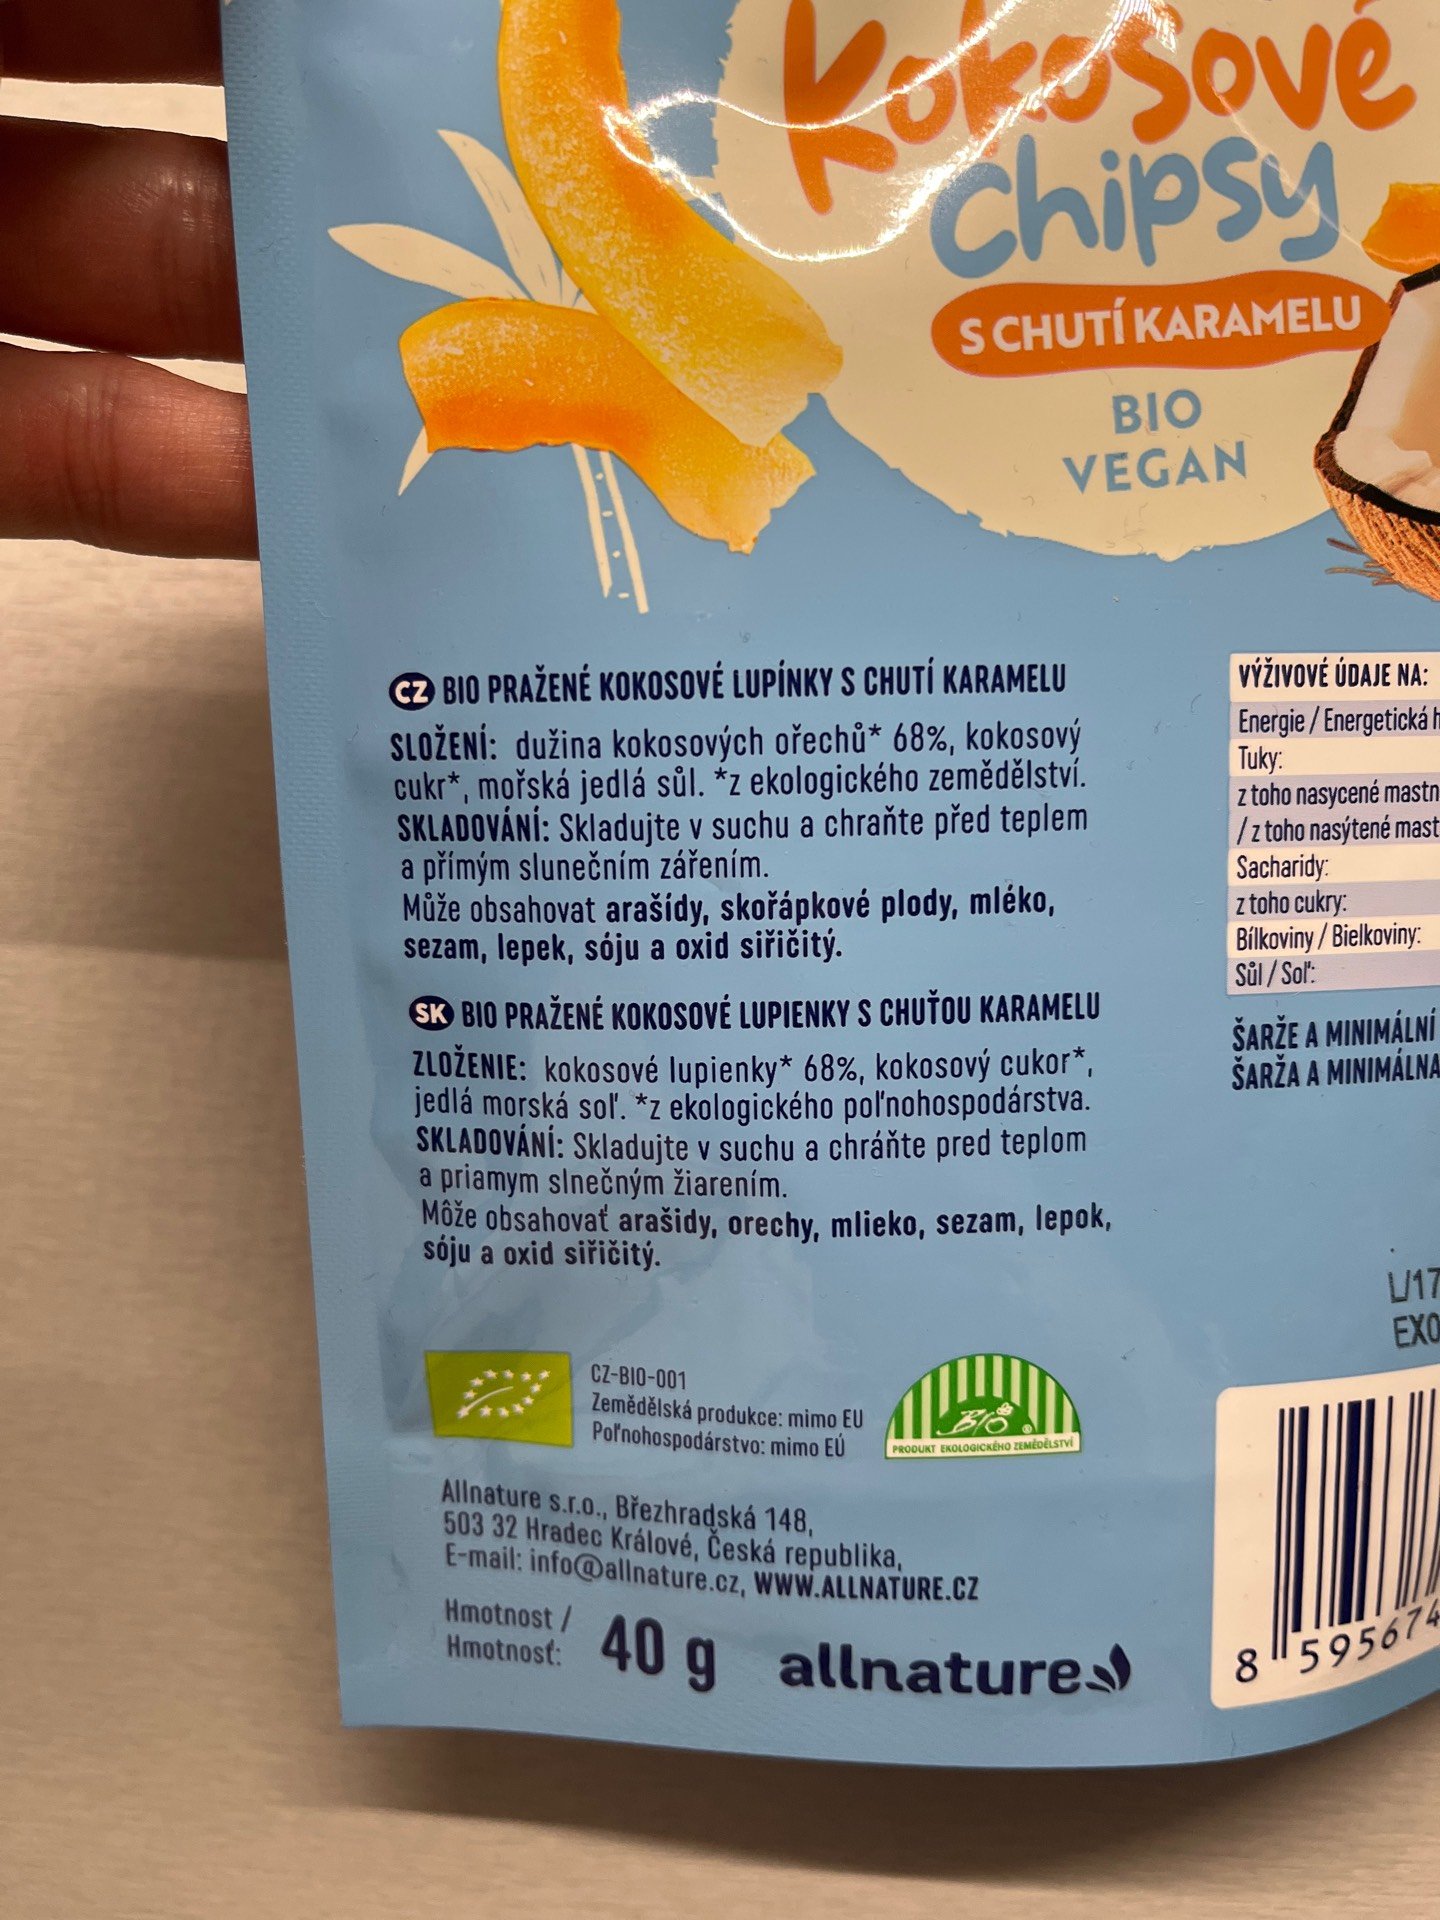 Kokosové
chipsy
S CHUTÍ KARAMELU
BIO
VEGAN
CZ BIO PRAŽENÉ KOKOSOVÉ LUPÍNKY S CHUTÍ KARAMELU
SLOŽENÍ: dužina kokosových ořechů* 68%, kokosový
cukr*, mořská jedlá sůl. *z ekologického zemědělství.
SKLADOVÁNÍ: Skladujte v suchu a chraňte před teplem
a přímým slunečním zářením.
Může obsahovat arašídy, skořápkové plody, mléko,
sezam, lepek, sóju a oxid siřičitý.
SK BIO PRAŽENÉ KOKOSOVÉ LUPIENKY S CHUŤOU KARAMELU
ZLOŽENIE: kokosové lupienky* 68%, kokosový cukor*,
jedlá morská soľ. *z ekologického poľnohospodárstva.
SKLADOVÁNÍ: Skladujte v suchu a chráňte pred teplom
a priamym slnečným žiarením.
Môže obsahovať arašidy, orechy, mlieko, sezam, lepok,
sóju a oxid siřičitý.
VÝŽIVOVÉ ÚDAJE NA:
Energie / Energetická h
Tuky:
z toho nasycené mastn
/ z toho nasýtené mast
Sacharidy:
z toho cukry:
Bílkoviny / Bielkoviny:
Sůl / Soľ:
ŠARŽE A MINIMÁLNÍ
ŠARŽA A MINIMÁLNA
L/17
EXO
CZ-BIO-001
Zemědělská produkce: mimo EU
Poľnohospodárstvo: mimo EÚ
BIO ®
PRODUKT EKOLOGICKÉHO ZEMĚDĚLSTVÍ
Allnature s.r.o., Březhradská 148,
503 32 Hradec Králové, Česká republika,
E-mail: info@allnature.cz, WWW.ALLNATURE.CZ
Hmotnost /
Hmotnosť: 40 g
allnature
8 595674